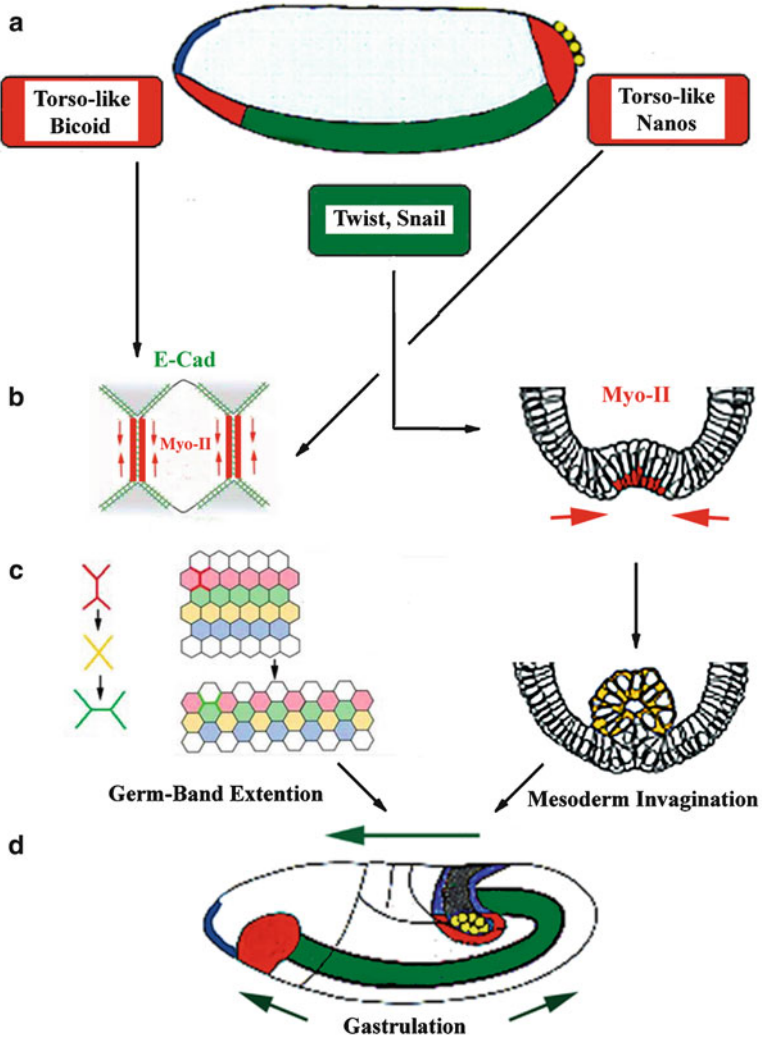 a
Torso-like
Bicoid
Torso-like
Nanos
Twist, Snail
E-Cad
b
Myo-II
Myo-II
c
Germ-Band Extention
Mesoderm Invagination
d
Gastrulation